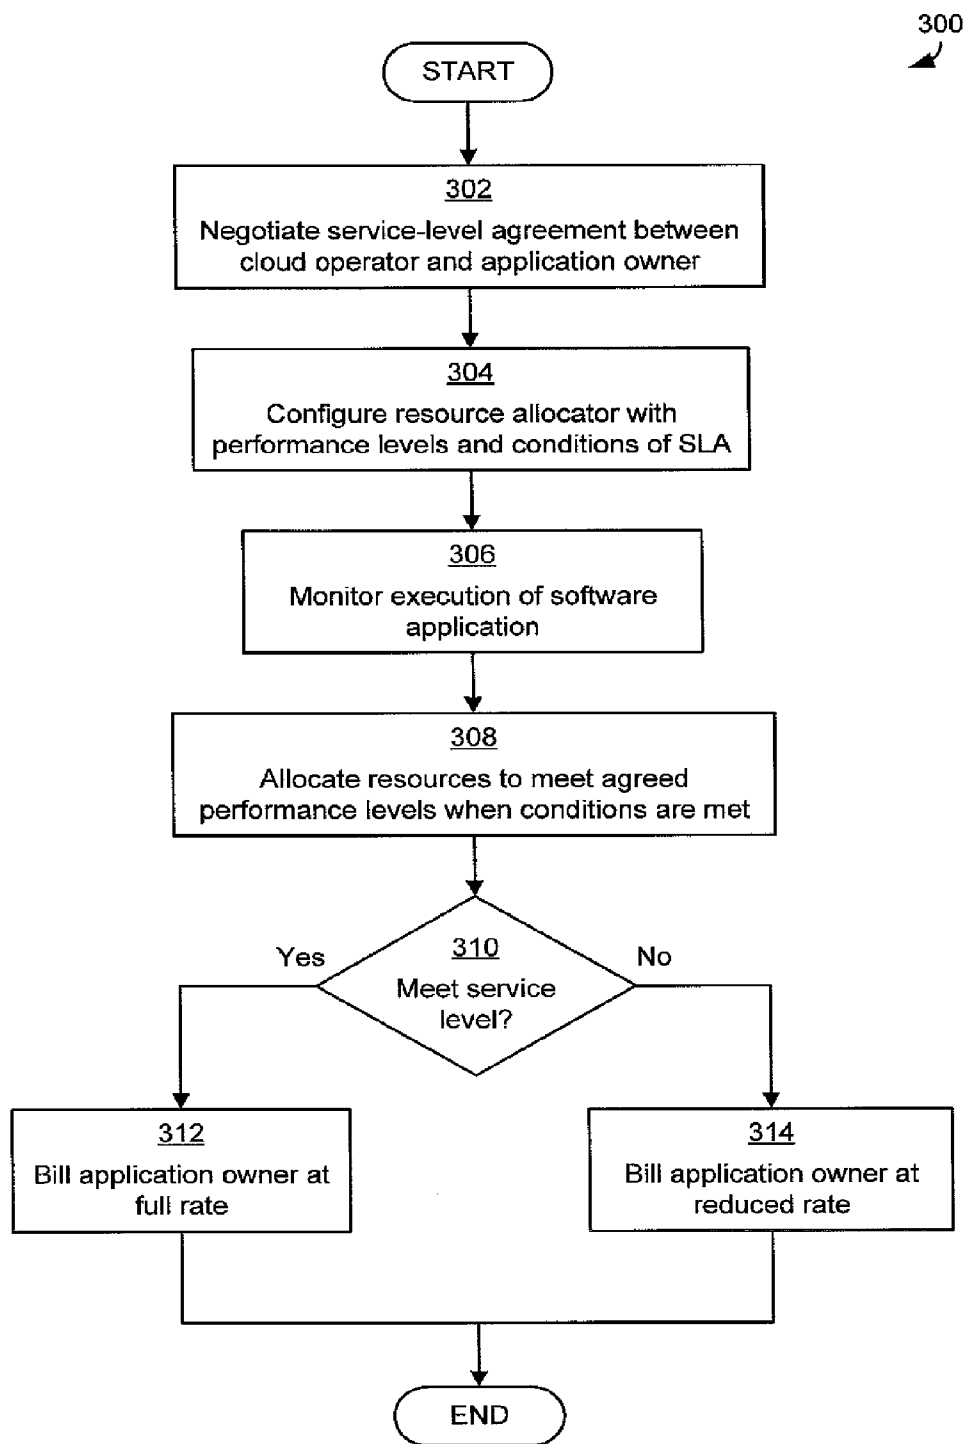 300
START
302
Negotiate service-level agreement between
cloud operator and application owner
304
Configure resource allocator with
performance levels and conditions of SLA
306
Monitor execution of software
application
308
Allocate resources to meet agreed
performance levels when conditions are met
Yes
310
No
Meet service
level?
312
Bill application owner at
full rate
314
Bill application owner at
reduced rate
END